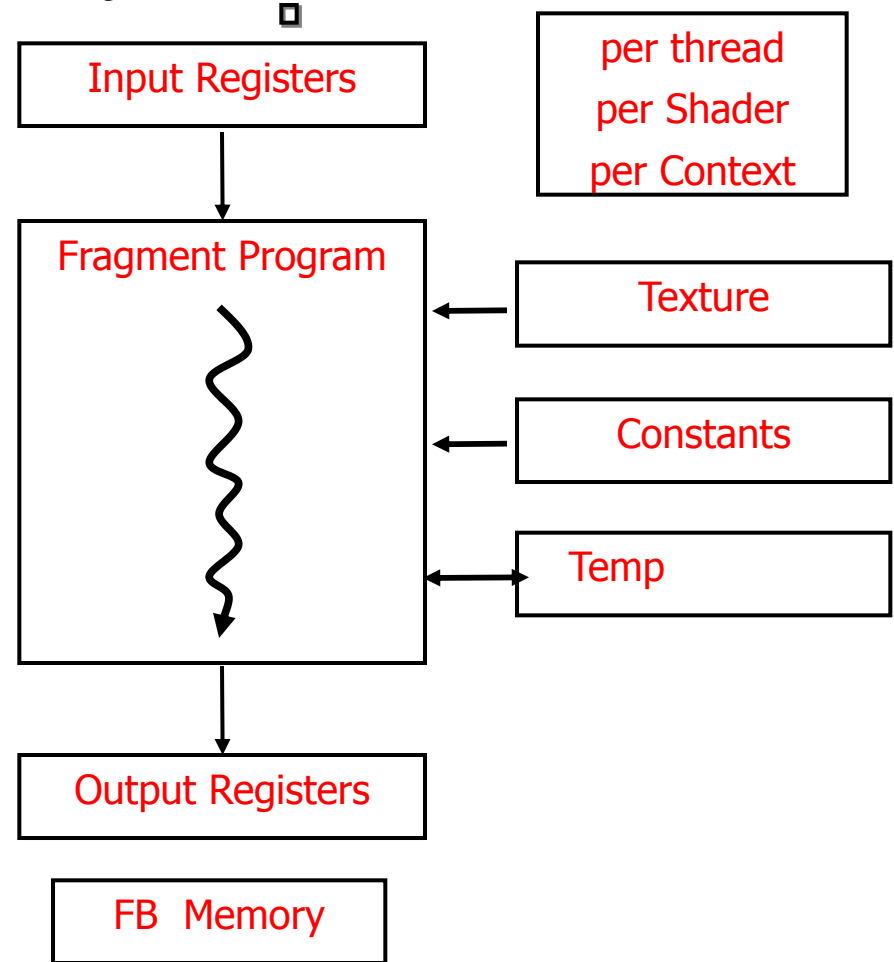 Input Registers
per thread
per Shader
per Context
Fragment Program
Texture
Constants
Temp
Output Registers
FB Memory